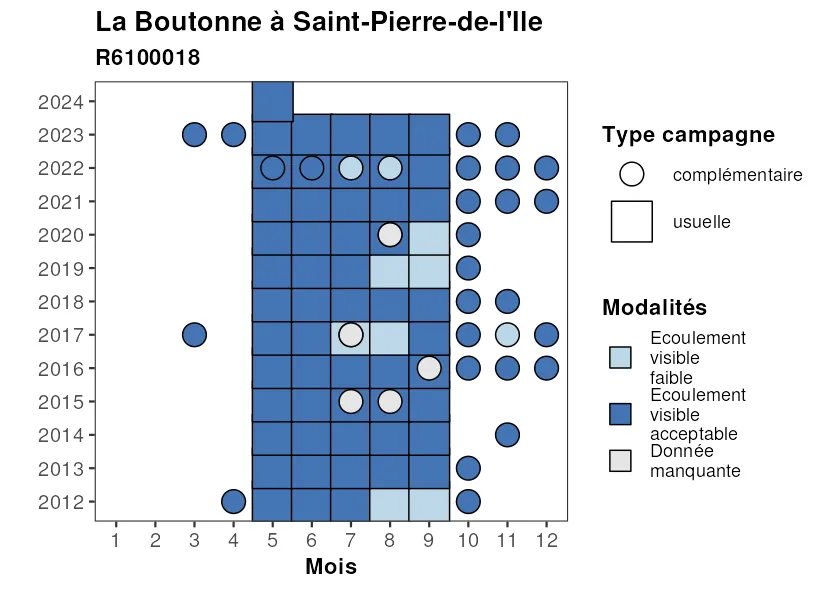 La Boutonne à Saint-Pierre-de-l'Ile
R6100018
2024
2023
2022
2021
2020
2019
2018
2017
2016
2015
2014
2013
2012
1 2 3 4 5 6 7 8 9 10 11 12
Mois
Type campagne
complémentaire
usuelle
Modalités
Ecoulement
visible
faible
Ecoulement
visible
acceptable
Donnée
manquante